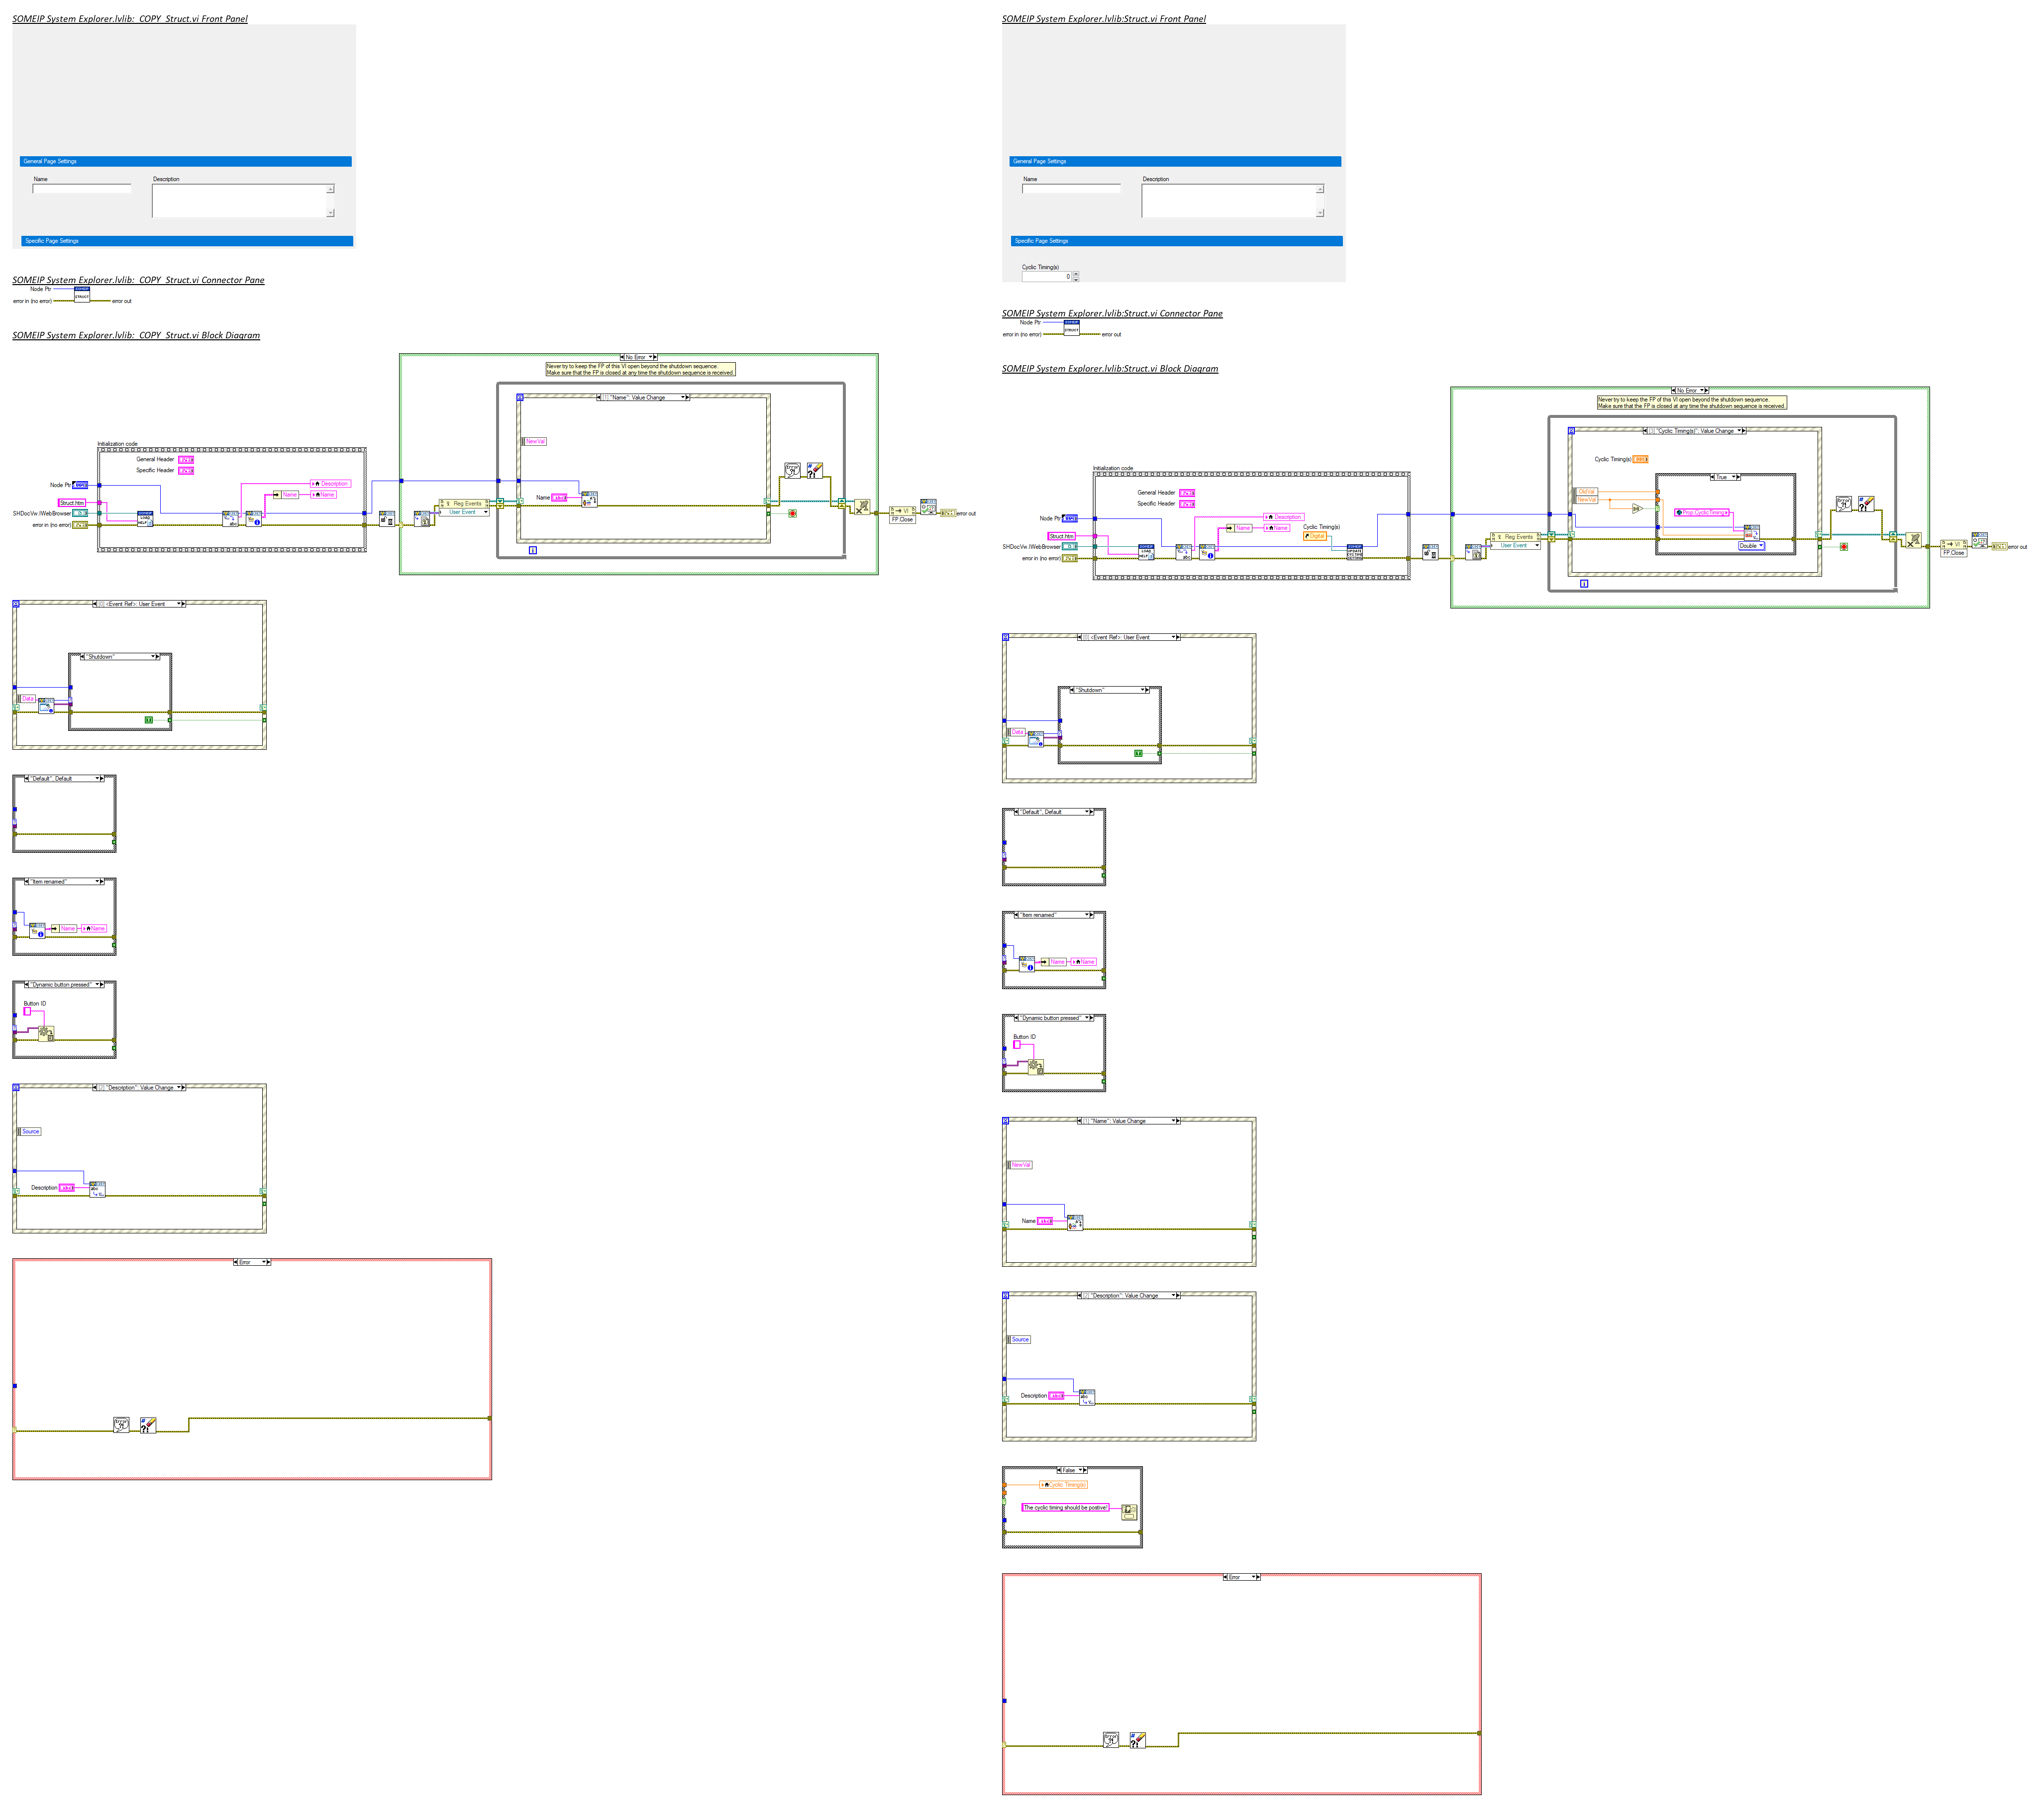 SOMEIP System Explorer.lvlib:_COPY_Struct.vi Front Panel
General Page Settings
Name
Description
Specific Page Settings
SOMEIP System Explorer.lvlib:_COPY_Struct.vi Connector Pane
Node Ptr
STRUCT
error in (no error)
error out
SOMEIP System Explorer.lvlib:_COPY_Struct.vi Block Diagram
No Error
Never try to keep the FP of this VI open beyond the shutdown sequence.
Make sure that the FP is closed at any time the shutdown sequence is received.
[1] "Name": Value Change
NewVal
Initialization code
General Header
Specific Header
Node Ptr
Description
Name
Name
Struct.htm
SHDocVw.IWebBrowser
error in (no error)
Name
Reg Events
User Event
VI
FP.Close
error out
[0] <Event Ref>: User Event
"Shutdown"
Data
"Default", Default
"Item renamed"
Name
Name
"Dynamic button pressed"
Button ID
[2] "Description": Value Change
Source
Description
Error
SOMEIP System Explorer.lvlib:Struct.vi Front Panel
General Page Settings
Name
Description
Specific Page Settings
Cyclic Timing(s)
0
SOMEIP System Explorer.lvlib:Struct.vi Connector Pane
Node Ptr
STRUCT
error in (no error)
error out
SOMEIP System Explorer.lvlib:Struct.vi Block Diagram
No Error
Never try to keep the FP of this VI open beyond the shutdown sequence.
Make sure that the FP is closed at any time the shutdown sequence is received.
[3] "Cyclic Timing(s)": Value Change
Cyclic Timing(s)
True
OldVal
NewVal
Prop.CyclicTiming
Double
Initialization code
General Header
Specific Header
Node Ptr
Description
Name
Name
Cyclic Timing(s)
Digital
Struct.htm
SHDocVw.IWebBrowser
error in (no error)
Reg Events
User Event
VI
FP.Close
error out
[0] <Event Ref>: User Event
"Shutdown"
Data
"Default", Default
"Item renamed"
Name
Name
"Dynamic button pressed"
Button ID
[1] "Name": Value Change
NewVal
Name
[2] "Description": Value Change
Source
Description
False
Cyclic Timing(s)
The cyclic timing should be postive!
Error